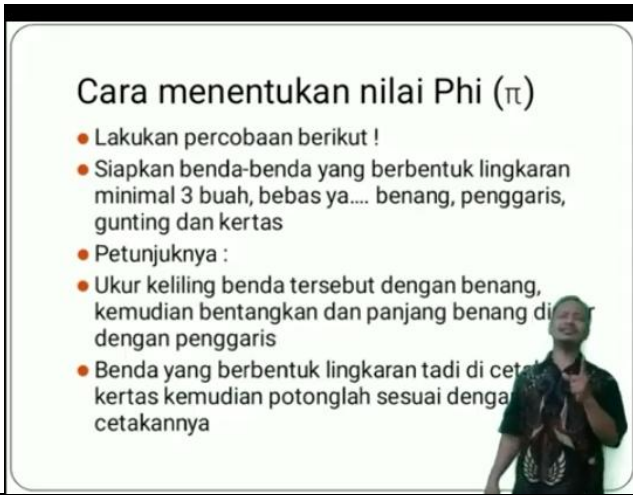 Cara menentukan nilai Phi (π)
• Lakukan percobaan berikut !
• Siapkan benda-benda yang berbentuk lingkaran
minimal 3 buah, bebas ya.... benang, penggaris,
gunting dan kertas
• Petunjuknya :
• Ukur keliling benda tersebut dengan benang,
kemudian bentangkan dan panjang benang
dengan penggaris
• Benda yang berbentuk lingkaran tadi di
kertas kemudian potonglah sesuai
cetakannya